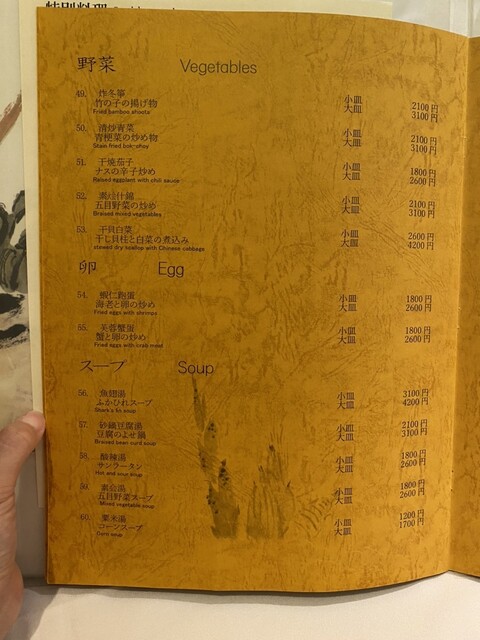 特別料理
野菜 Vegetables
49. 炸冬筝
竹の子の揚げ物 小皿 2100円
Fried bamboo shoots 大皿 3100円
50. 清炒青菜
青梗菜の炒め物 小皿 2100円
Stain fried bok-choy 大皿 3100円
51. 干焼茄子
ナスの辛子炒め 小皿 1800円
Raised eggplant with chili sauce 大皿 2600円
52. 什錦
五目野菜の炒め 小皿 2100円
Braised mixed vegetables 大皿 3100円
53. 干貝白菜
干し貝柱と白菜の煮込み 小皿 2600円
stewed dry scallop with Chinese cabbage 大皿 4200円
卵 Egg
54. 蝦仁跑蛋
海老と卵の炒め 小皿 1800円
Fried eggs with shrimps 大皿 2600円
55. 芙蓉蟹蛋
蟹と卵の炒め 小皿 1800円
Fried eggs with crab meat 大皿 2600円
スープ Soup
56. 魚翅湯
ふかひれスープ 小皿 3100円
Shark's fin soup 大皿 4200円
57. 砂鍋豆腐湯
豆腐のよせ鍋 小皿 2100円
Braised bean curd soup 大皿 3100円
58. 酸辣湯
サンラータン 小皿 1800円
Hot and sour soup 大皿 2600円
59. 素会湯
五目野菜スープ 小皿 1800円
Mixed vegetable soup 大皿 2600円
60. 粟米湯
コーンスープ 小皿 1200円
Corn soup 大皿 1700円